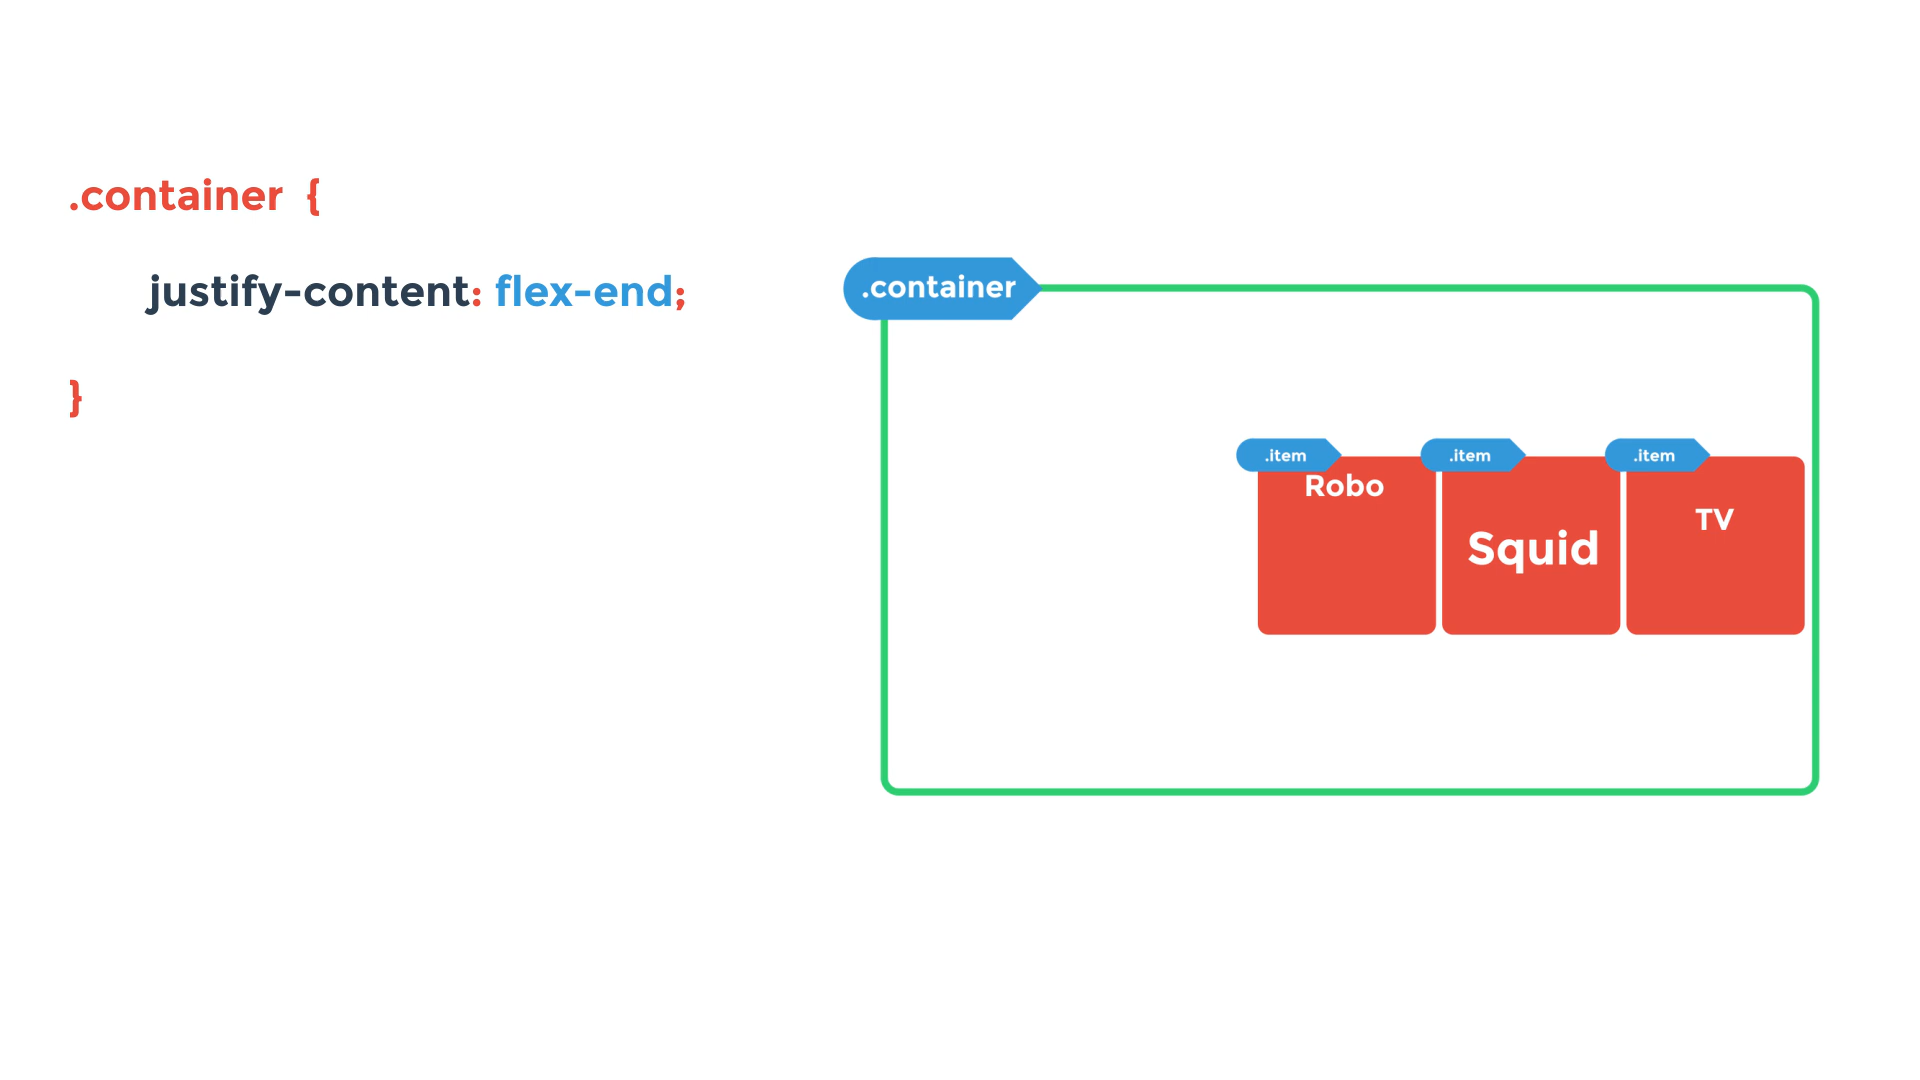 .container {
justify-content: flex-end;
}
.container
.item
.item
.item
Robo
Squid
TV